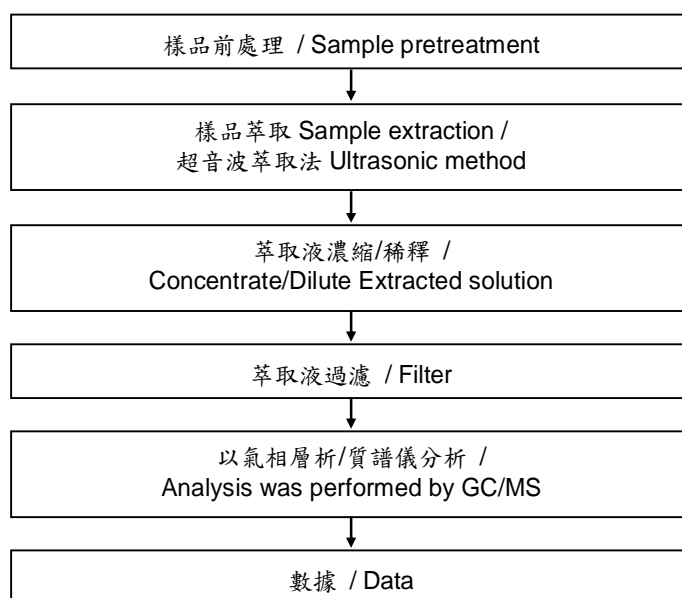 樣品前處理 / Sample pretreatment
樣品萃取 Sample extraction /
超音波萃取法 Ultrasonic method
萃取液濃縮/稀釋 /
Concentrate/Dilute Extracted solution
萃取液過濾 / Filter
以氣相層析/質譜儀分析 /
Analysis was performed by GC/MS
數據 / Data